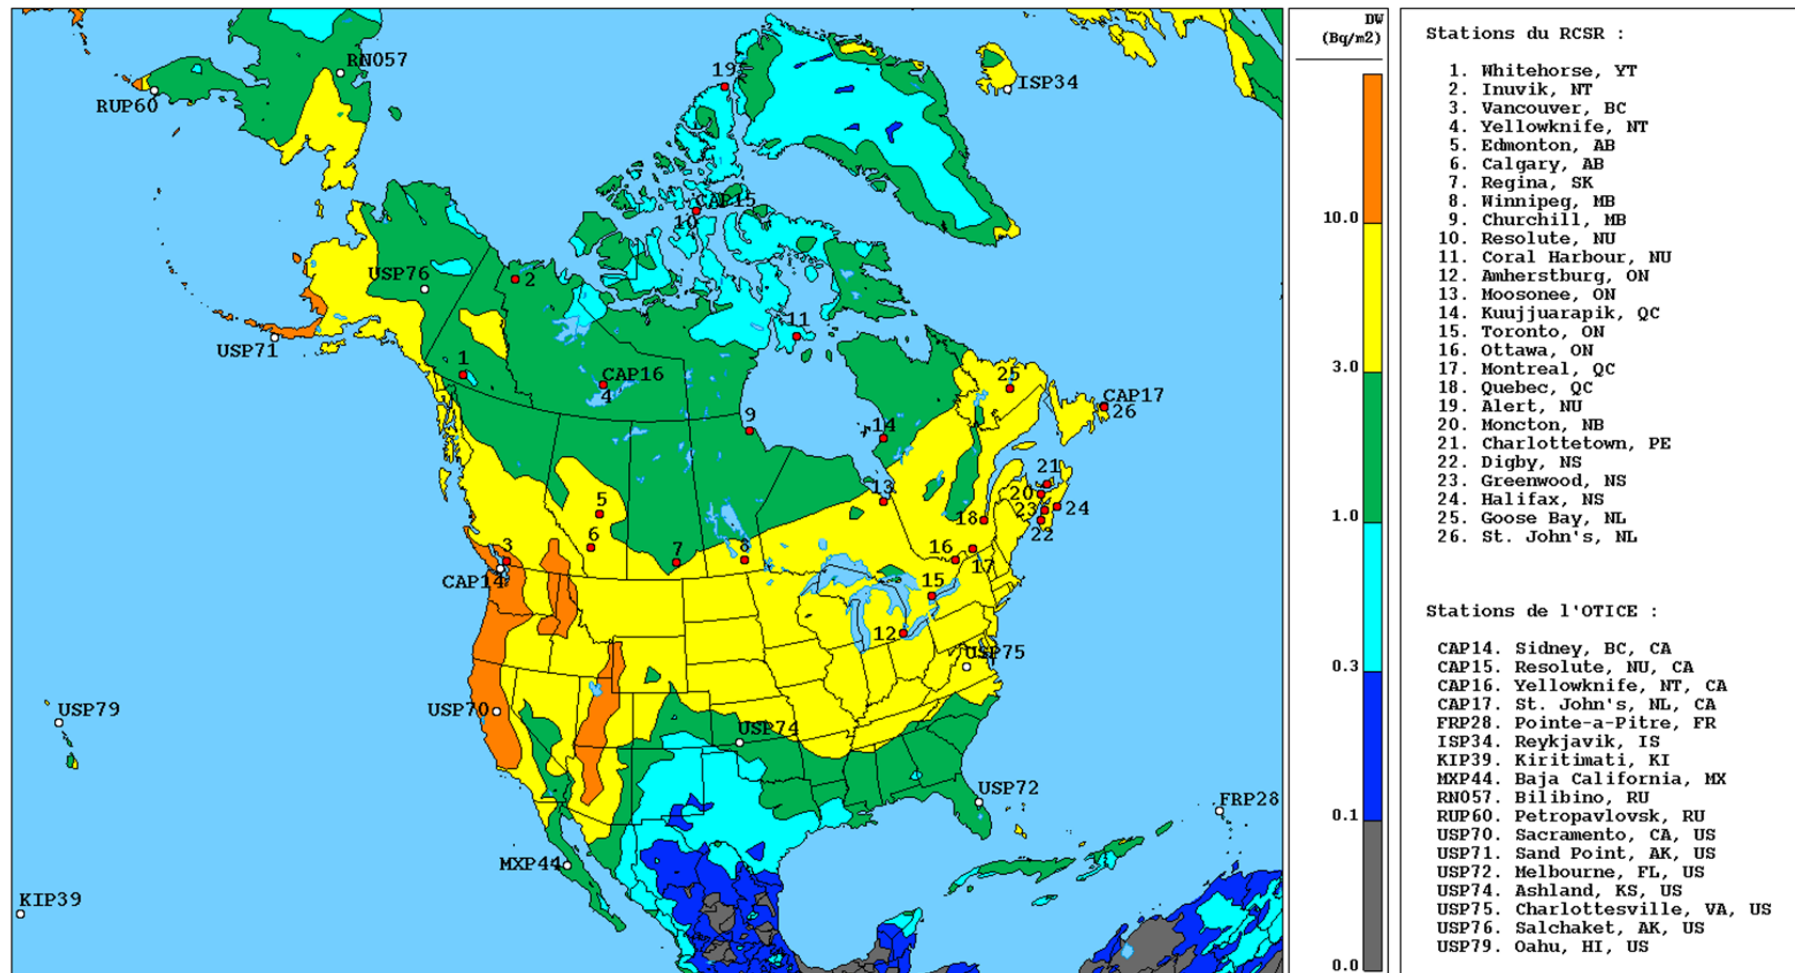 RN057
RUP60
19
ISP34
CAP15
10
USP76
2
USP71
11
1
CAP16
4
25
CAP17
26
9
14
13
21
20
23
24
22
5
6
7
8
18
16
17
15
12
3
CAP14
USP75
USP79
USP70
USP74
USP72
FRP28
MXP44
KIP39
DW
(Bq/m2)
10.0
3.0
1.0
0.3
0.1
0.0
Stations du RCSR :
1. Whitehorse, YT
2. Inuvik, NT
3. Vancouver, BC
4. Yellowknife, NT
5. Edmonton, AB
6. Calgary, AB
7. Regina, SK
8. Winnipeg, MB
9. Churchill, MB
10. Resolute, NU
11. Coral Harbour, NU
12. Amherstburg, ON
13. Moosonee, ON
14. Kuujjuarapik, QC
15. Toronto, ON
16. Ottawa, ON
17. Montreal, QC
18. Quebec, QC
19. Alert, NU
20. Moncton, NB
21. Charlottetown, PE
22. Digby, NS
23. Greenwood, NS
24. Halifax, NS
25. Goose Bay, NL
26. St. John's, NL
Stations de l'OTICE :
CAP14. Sidney, BC, CA
CAP15. Resolute, NU, CA
CAP16. Yellowknife, NT, CA
CAP17. St. John's, NL, CA
FRP28. Pointe-a-Pitre, FR
ISP34. Reykjavik, IS
KIP39. Kiritimati, KI
MXP44. Baja California, MX
RN057. Bilibino, RU
RUP60. Petropavlovsk, RU
USP70. Sacramento, CA, US
USP71. Sand Point, AK, US
USP72. Melbourne, FL, US
USP74. Ashland, KS, US
USP75. Charlottesville, VA, US
USP76. Salchaket, AK, US
USP79. Oahu, HI, US